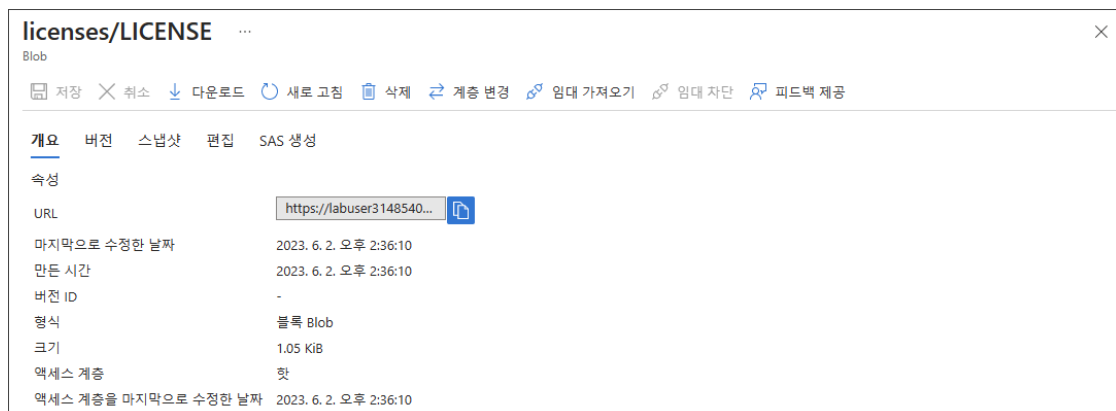 licenses/LICENSE ...
Blob
저장 취소 다운로드 새로 고침 삭제 계층 변경 임대 가져오기 임대 차단 피드백 제공
개요 버전 스냅샷 편집 SAS 생성
속성
URL https://labuser3148540...
마지막으로 수정한 날짜 2023. 6. 2. 오후 2:36:10
만든 시간 2023. 6. 2. 오후 2:36:10
버전 ID -
형식 블록 Blob
크기 1.05 KiB
액세스 계층 핫
액세스 계층을 마지막으로 수정한 날짜 2023. 6. 2. 오후 2:36:10